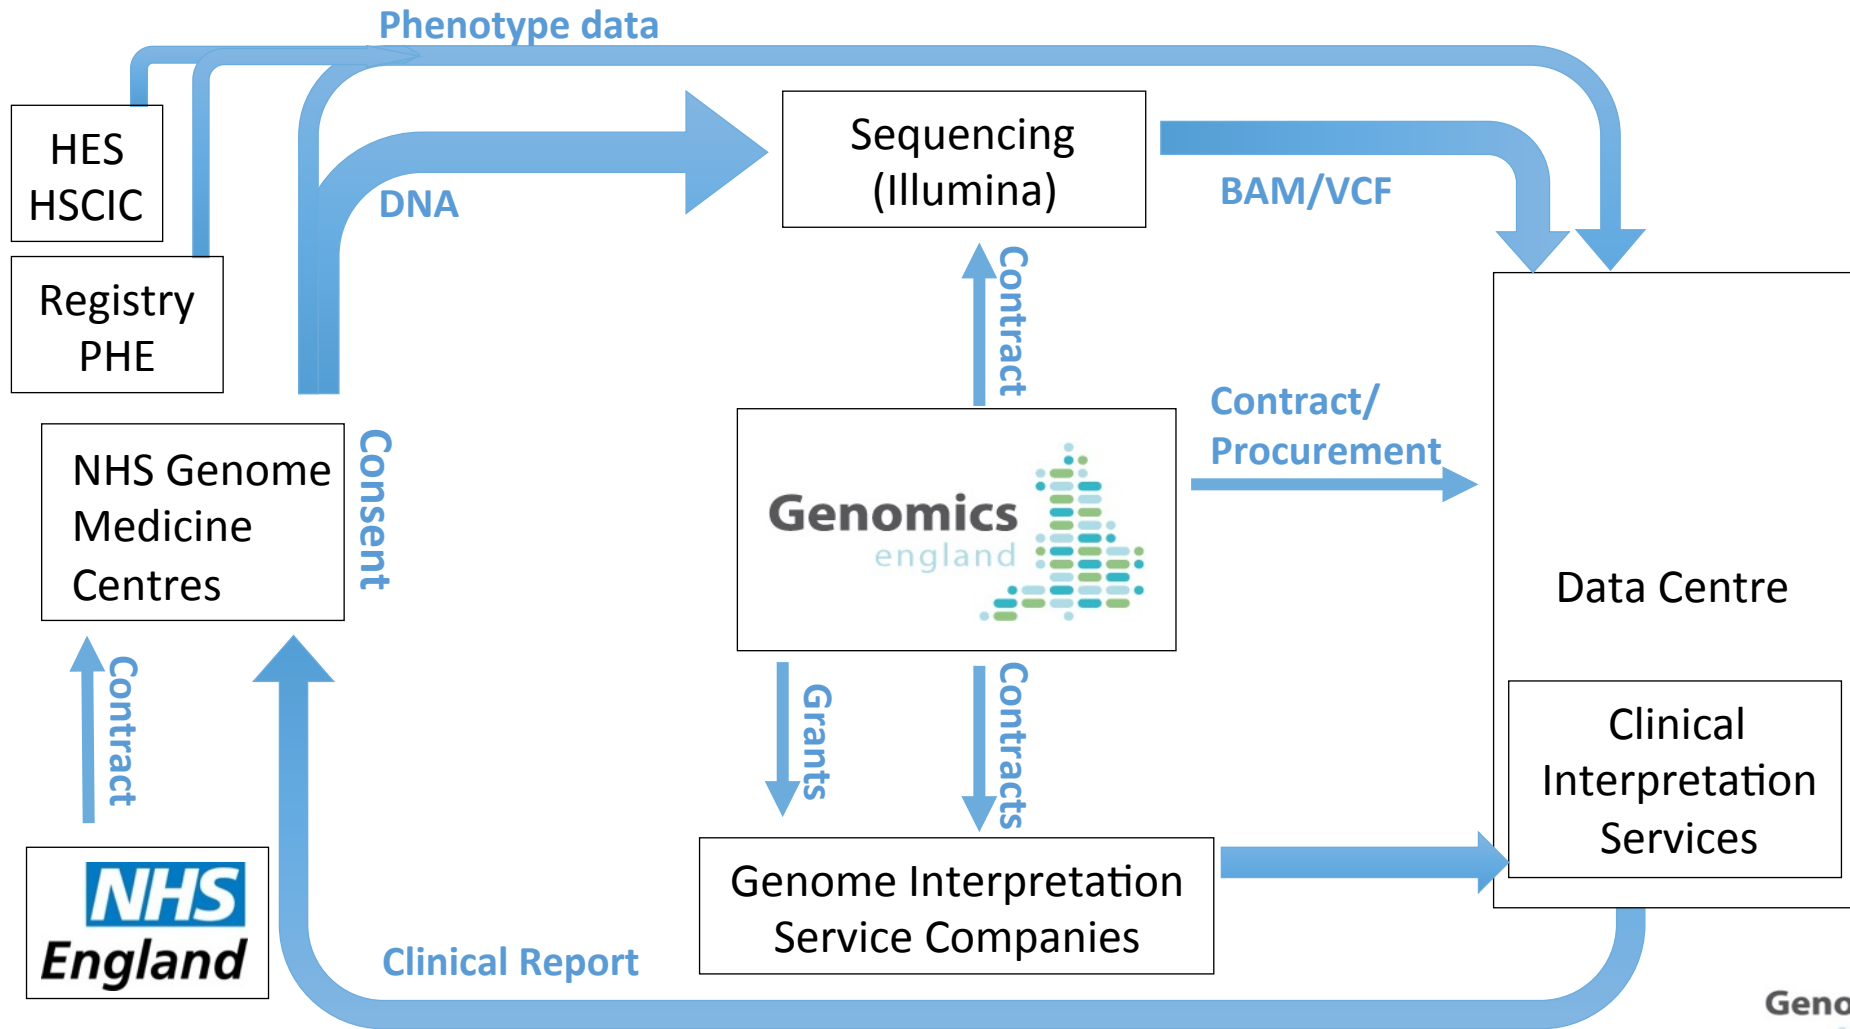 Phenotype data
HES
HSCIC
DNA
Sequencing
(Illumina)
BAM/VCF
Registry
PHE
Contract
NHS Genome
Medicine
Centres
Consent
Genomics
england
Contract/
Procurement
Data Centre
Contract
Grants
Contracts
Clinical
Interpretation
Services
NHS
England
Genome Interpretation
Service Companies
Clinical Report
Geno